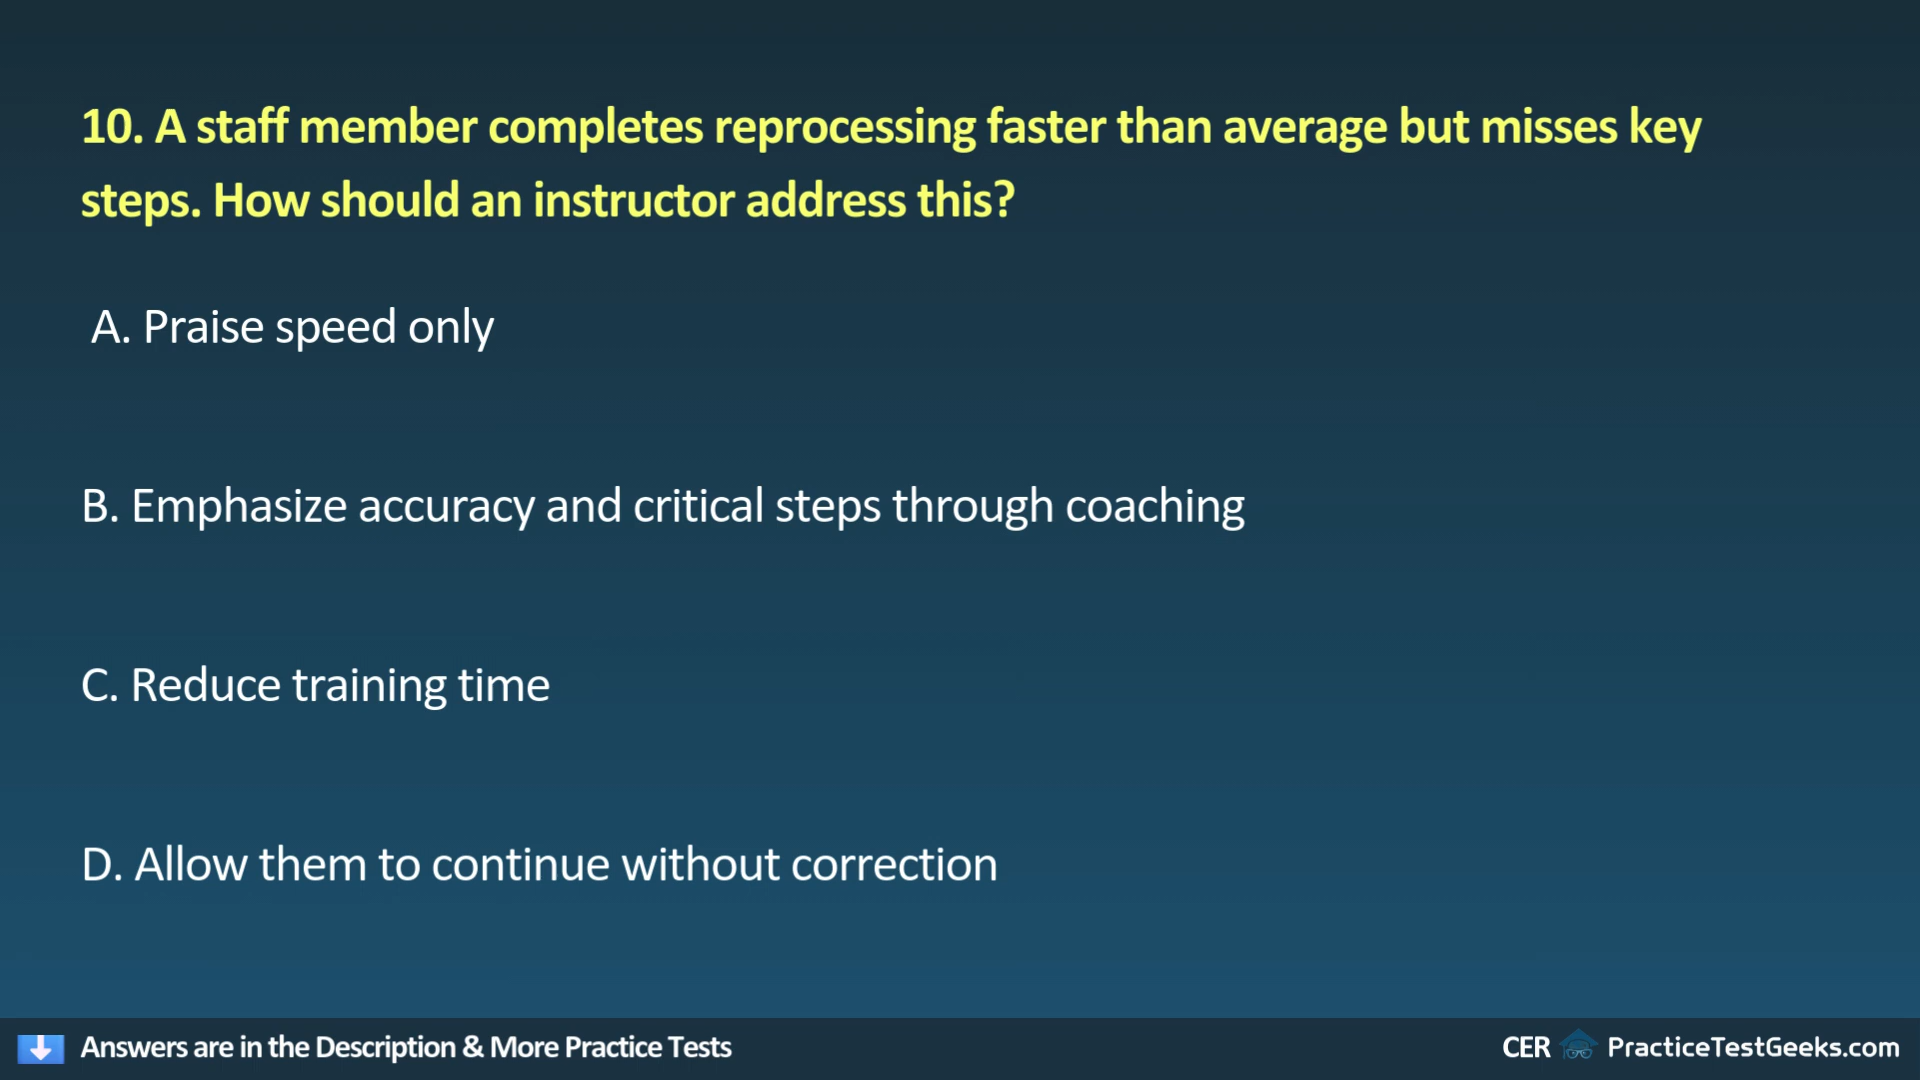 10. A staff member completes reprocessing faster than average but misses key
steps. How should an instructor address this?
A. Praise speed only
B. Emphasize accuracy and critical steps through coaching
C. Reduce training time
D. Allow them to continue without correction
Answers are in the Description & More Practice Tests
CER PracticeTestGeeks.com